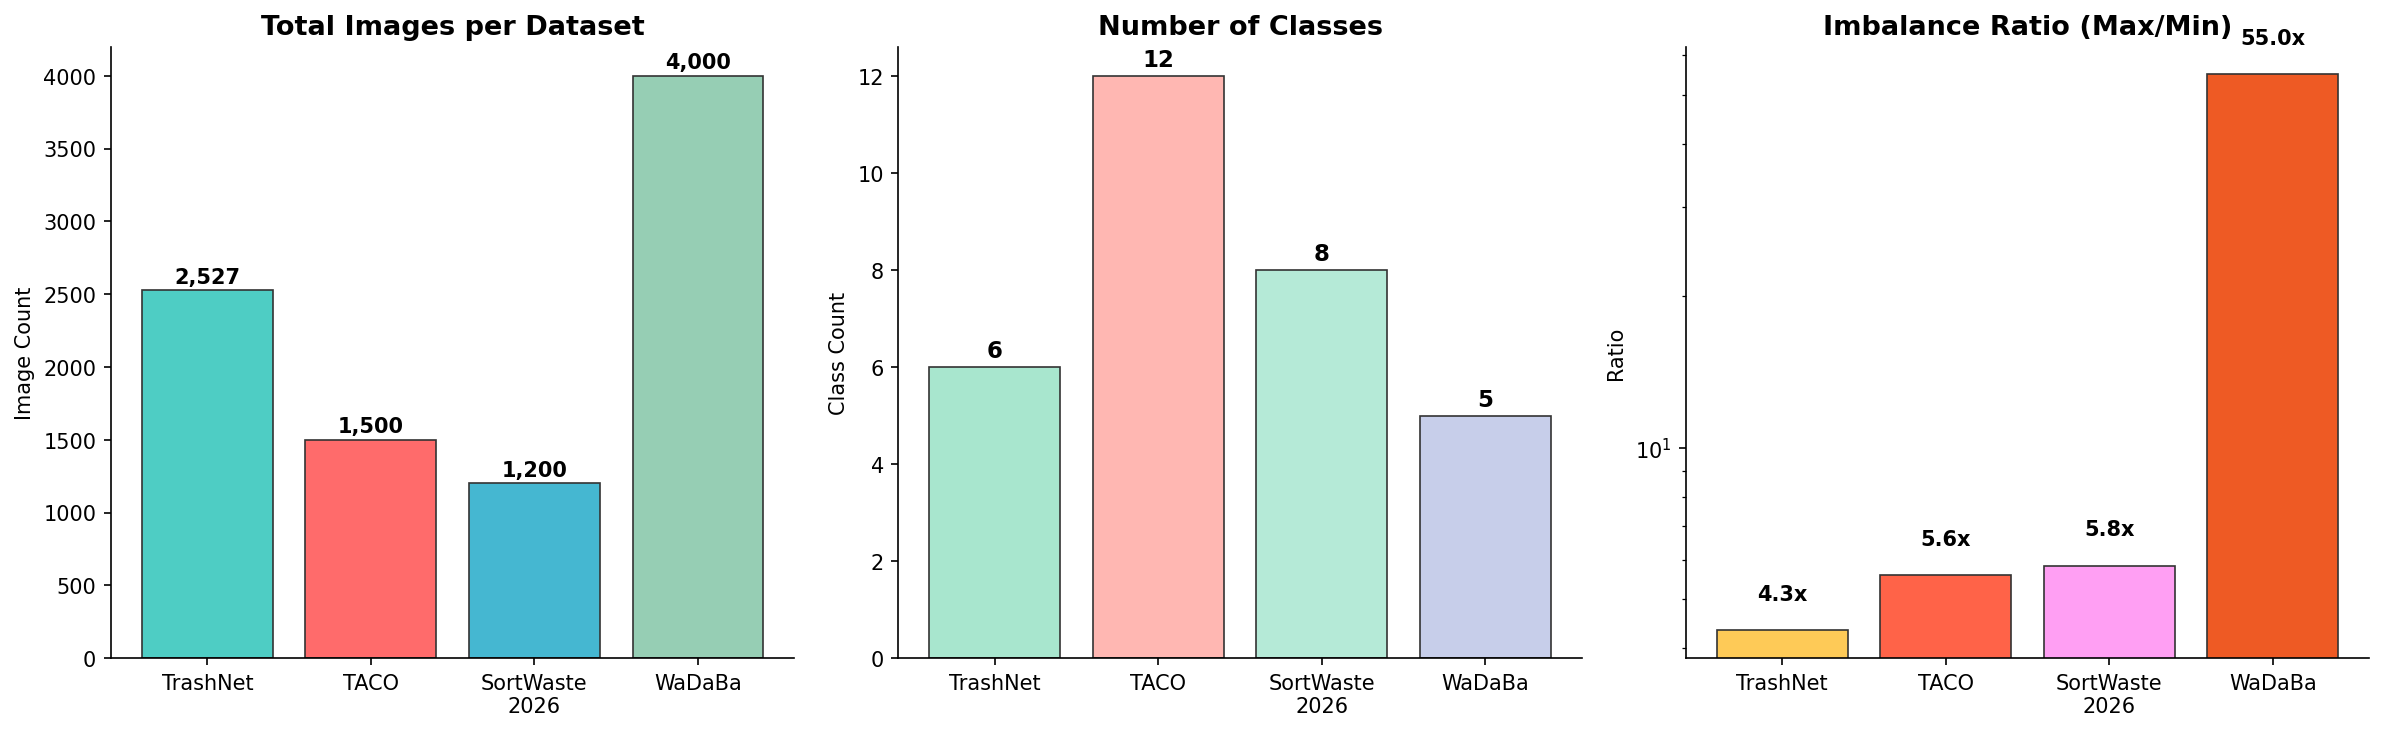 Total Images per Dataset
Image Count
4000
3500
3000
2500
2000
1500
1000
500
0
2,527
1,500
1,200
4,000
TrashNet
TACO
SortWaste
2026
WaDaBa
Number of Classes
Class Count
12
10
8
6
4
2
0
6
12
8
5
TrashNet
TACO
SortWaste
2026
WaDaBa
Imbalance Ratio (Max/Min)
Ratio
10¹
4.3x
5.6x
5.8x
55.0x
TrashNet
TACO
SortWaste
2026
WaDaBa